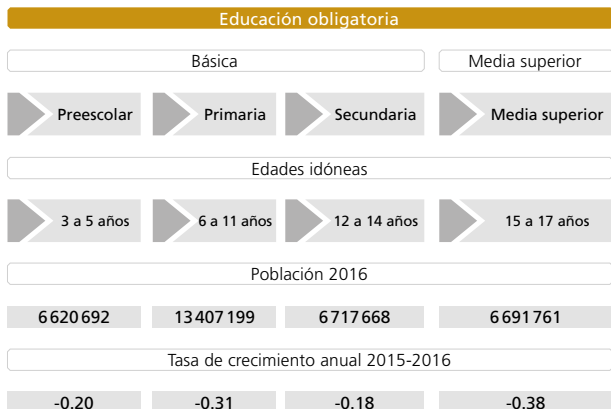 Educación obligatoria
Básica Media superior
Preescolar Primaria Secundaria Media superior
Edades idóneas
3 a 5 años 6 a 11 años 12 a 14 años 15 a 17 años
Población 2016
6 620 692 13 407 199 6 717 668 6 691 761
Tasa de crecimiento anual 2015-2016
-0.20 -0.31 -0.18 -0.38